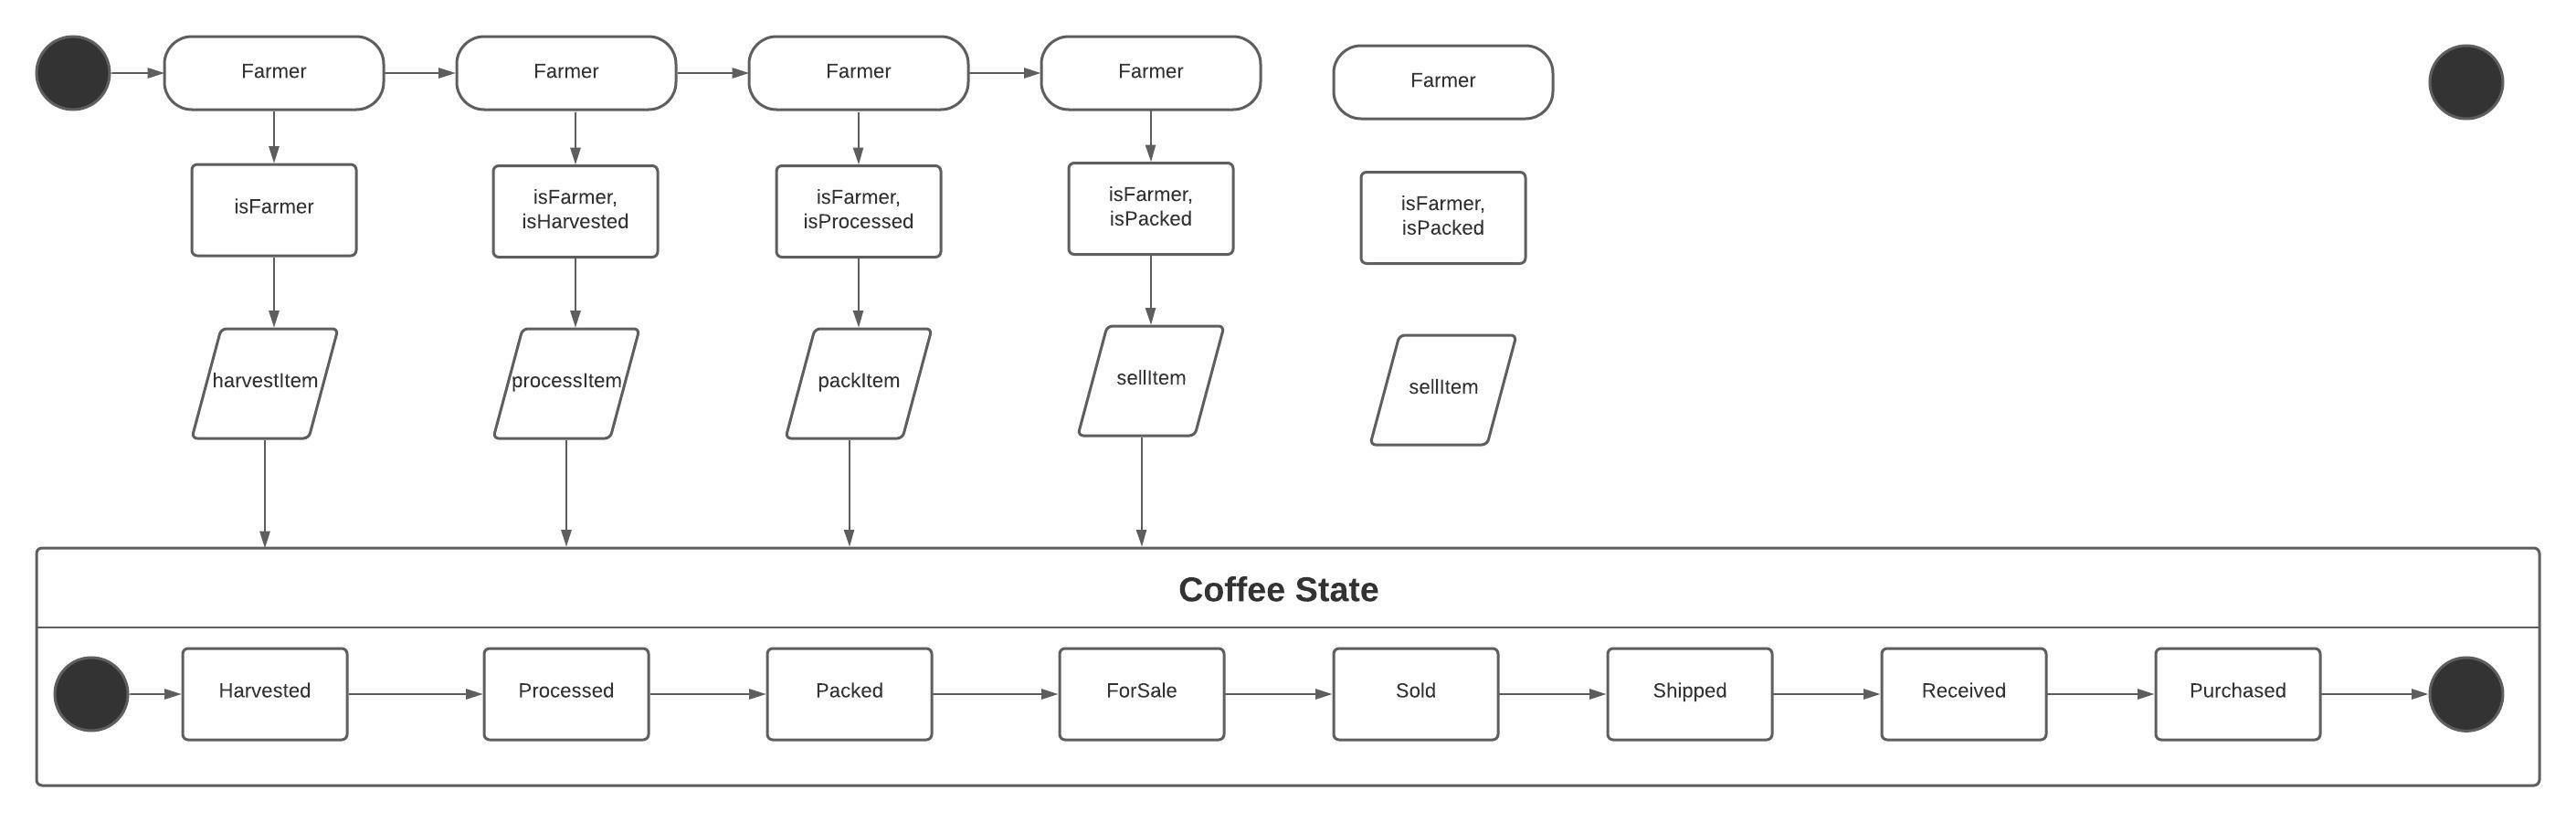 Farmer
Farmer
Farmer
Farmer
Farmer
isFarmer
isFarmer,
isHarvested
isFarmer,
isProcessed
isFarmer,
isPacked
isFarmer,
isPacked
harvestItem
processItem
packItem
sellItem
sellItem
Coffee State
Harvested
Processed
Packed
ForSale
Sold
Shipped
Received
Purchased